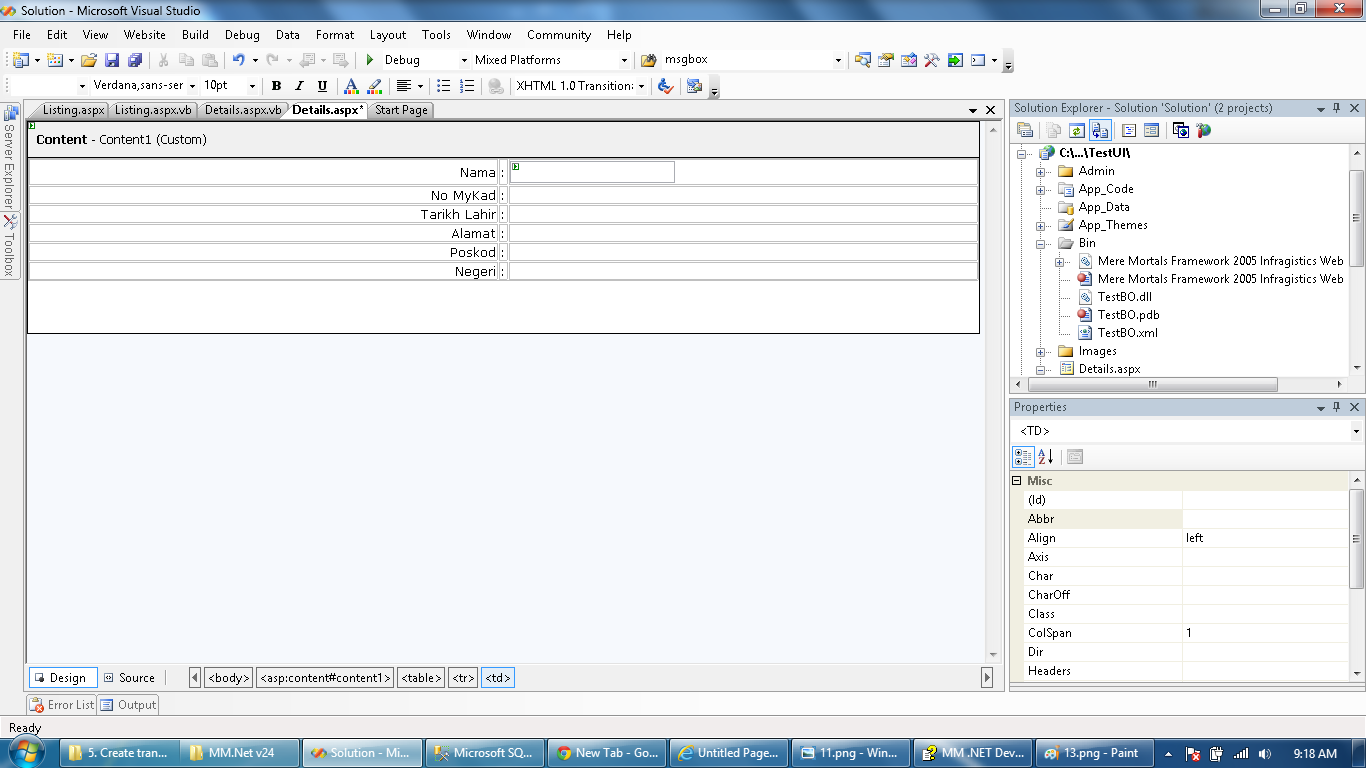 Solution - Microsoft Visual Studio
File Edit View Website Build Debug Data Format Layout Tools Window Community Help
Debug Mixed Platforms msgbox
Verdana,sans-ser 10pt B I U A XHTML 1.0 Transition:
Listing.aspx Listing.aspx.vb Details.aspx.vb Details.aspx* Start Page
Server Explorer
Toolbox
Content - Content1 (Custom)
Nama :
No MyKad :
Tarikh Lahir :
Alamat :
Poskod :
Negeri :
Solution Explorer - Solution 'Solution' (2 projects)
C:\...\TestUI\
Admin
App_Code
App_Data
App_Themes
Bin
Mere Mortals Framework 2005 Infragistics Web
Mere Mortals Framework 2005 Infragistics Web
TestBO.dll
TestBO.pdb
TestBO.xml
Images
Details.aspx
Properties
<TD>
Misc
(Id)
Abbr
Align left
Axis
Char
CharOff
Class
ColSpan 1
Dir
Headers
Design Source <body> <asp:content#content1> <table> <tr> <td>
Error List Output
Ready
5. Create tran... MM.Net v24 Solution - Mi... Microsoft SQ... New Tab - Go... Untitled Page... 11.png - Win... MM .NET Dev... 13.png - Paint 9:18 AM